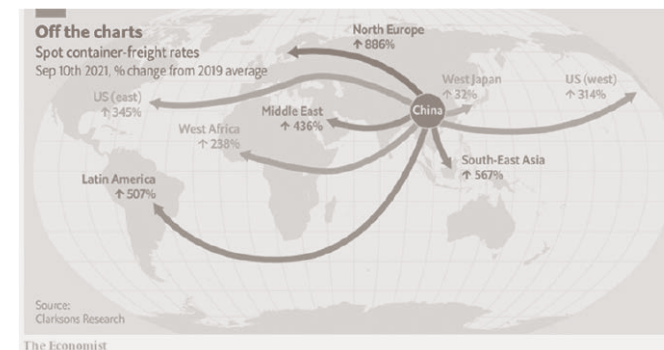 Off the charts
Spot container-freight rates
Sep 10th 2021, % change from 2019 average
North Europe
↑ 886%
US (east)
↑ 345%
Middle East
↑ 436%
West Africa
↑ 238%
China
West Japan
↑ 32%
US (west)
↑ 314%
South-East Asia
↑ 567%
Latin America
↑ 507%
Source:
Clarksons Research
The Economist